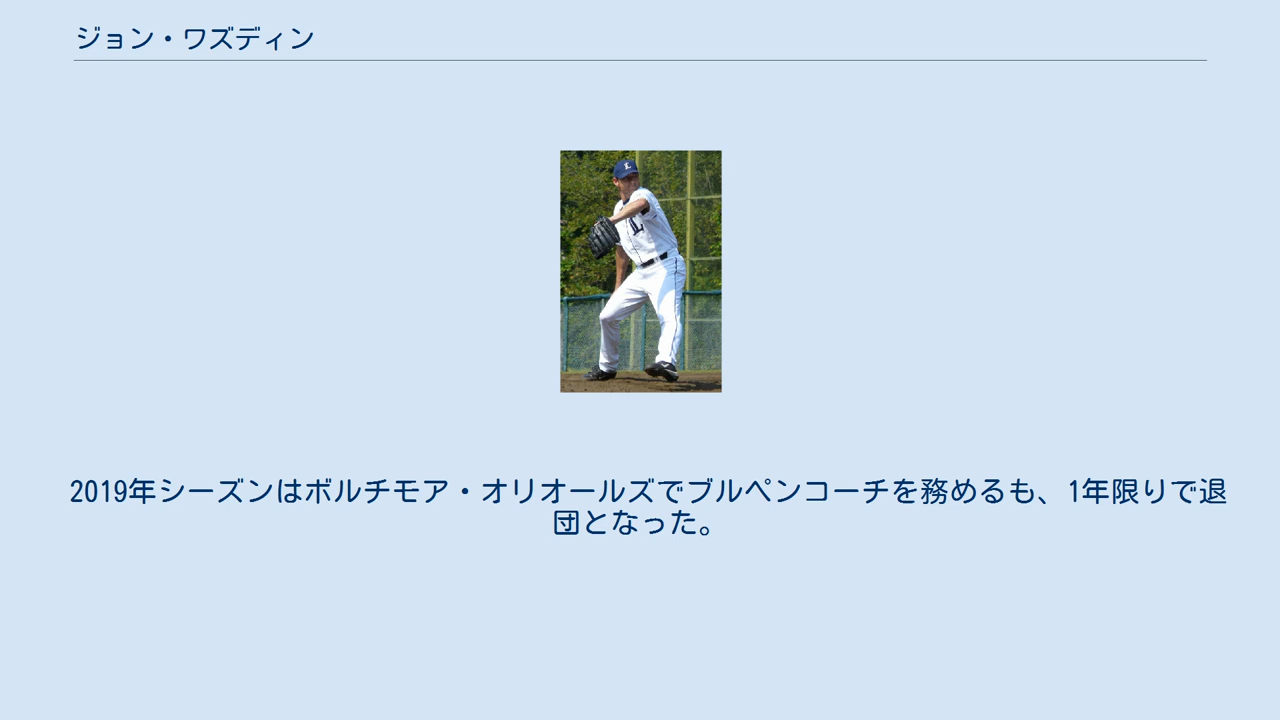 ジョン・ワズディン
L
L
2019年シーズンはボルチモア・オリオールズでブルペンコーチを務めるも、1年限りで退
団となった。